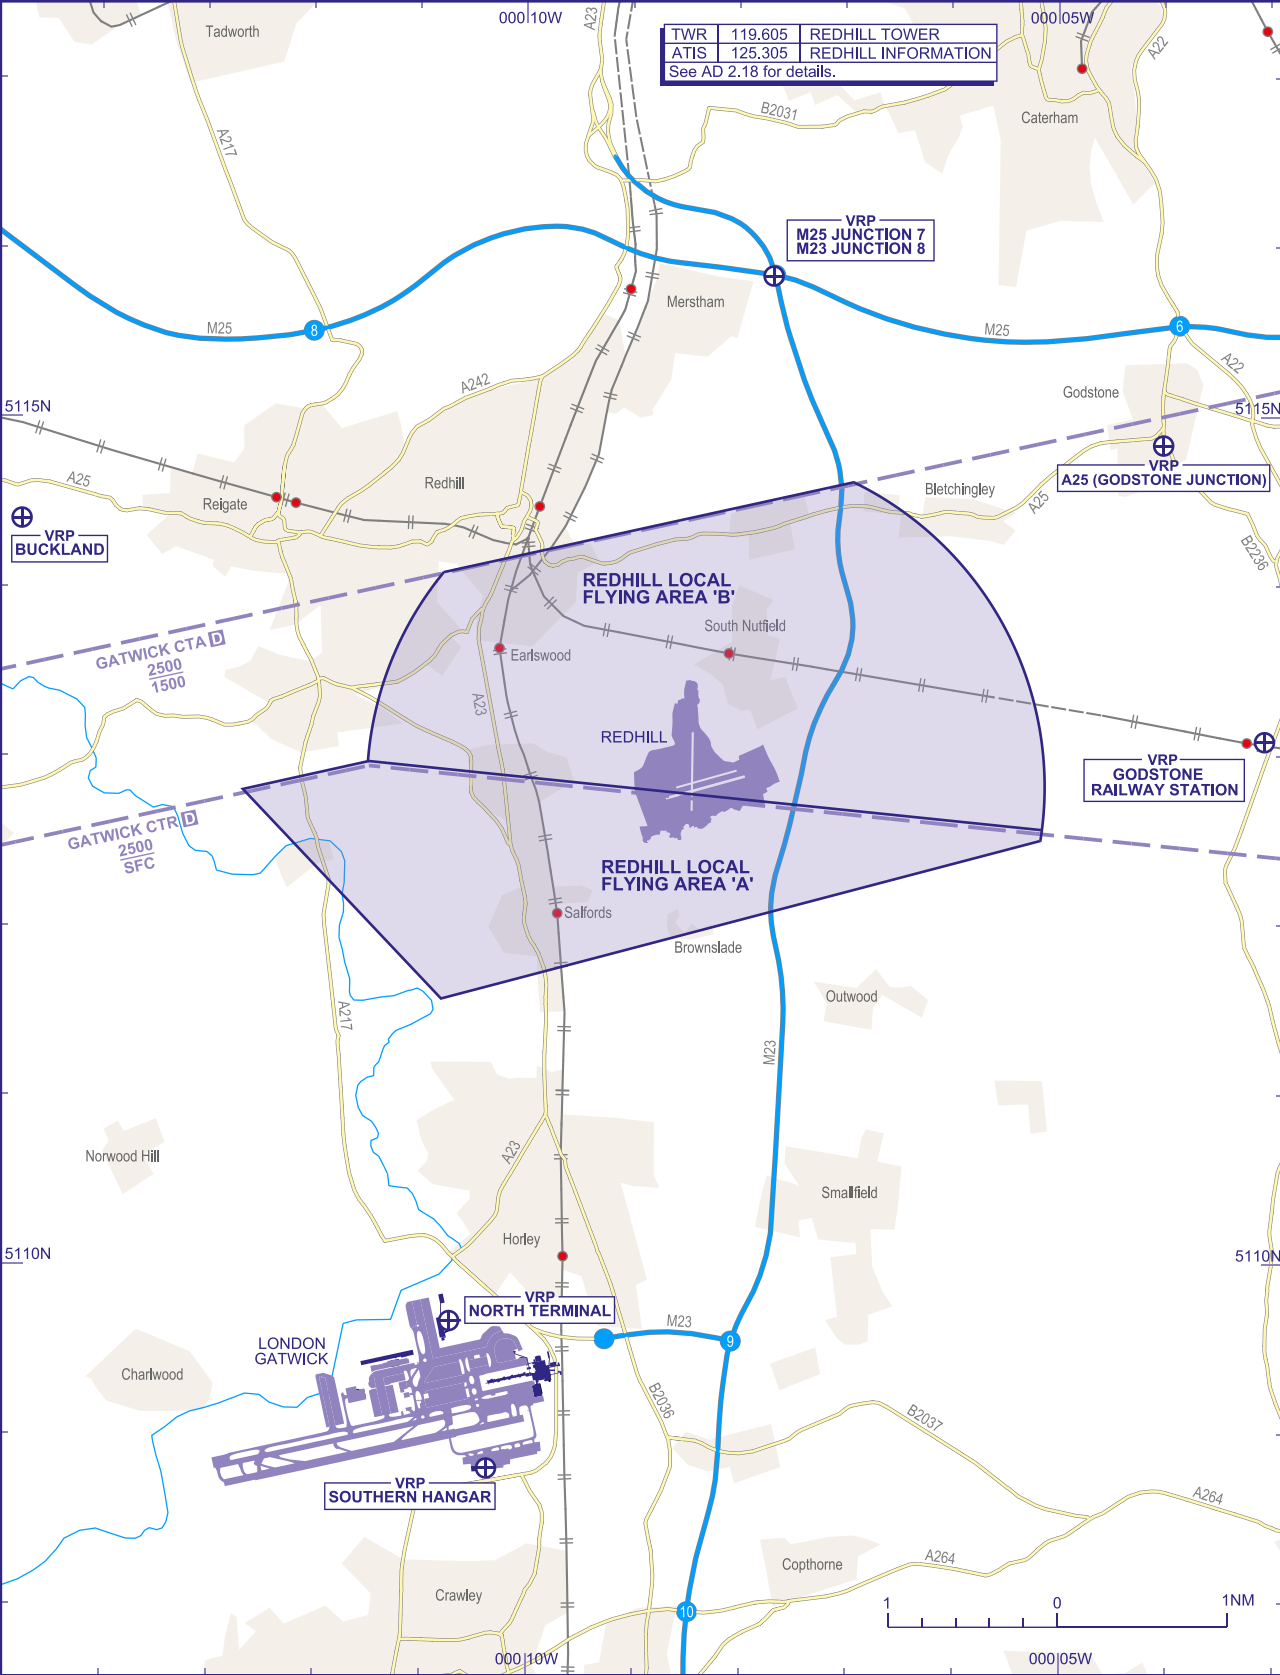 000 10W
000 05W
A23
Tadworth
TWR 119.605 REDHILL TOWER
ATIS 125.305 REDHILL INFORMATION
See AD 2.18 for details.
A22
B2031
Caterham
A217
VRP
M25 JUNCTION 7
M23 JUNCTION 8
Merstham
M25
8
M25
6
A22
A242
Godstone
5115N
5115N
A25
Reigate
Redhill
Bletchingley
A25
VRP
A25 (GODSTONE JUNCTION)
VRP
BUCKLAND
B2236
REDHILL LOCAL
FLYING AREA 'B'
South Nutfield
Earlswood
GATWICK CTA D
2500
1500
A23
REDHILL
VRP
GODSTONE
RAILWAY STATION
GATWICK CTR D
2500
SFC
REDHILL LOCAL
FLYING AREA 'A'
Salfords
Brownslade
Outwood
A217
M23
Norwood Hill
A23
Smallfield
Horley
5110N
5110N
VRP
NORTH TERMINAL
M23
9
LONDON
GATWICK
Charlwood
B2036
B2037
VRP
SOUTHERN HANGAR
A264
Copthorne
A264
Crawley
10
1 0 1NM
000 10W
000 05W